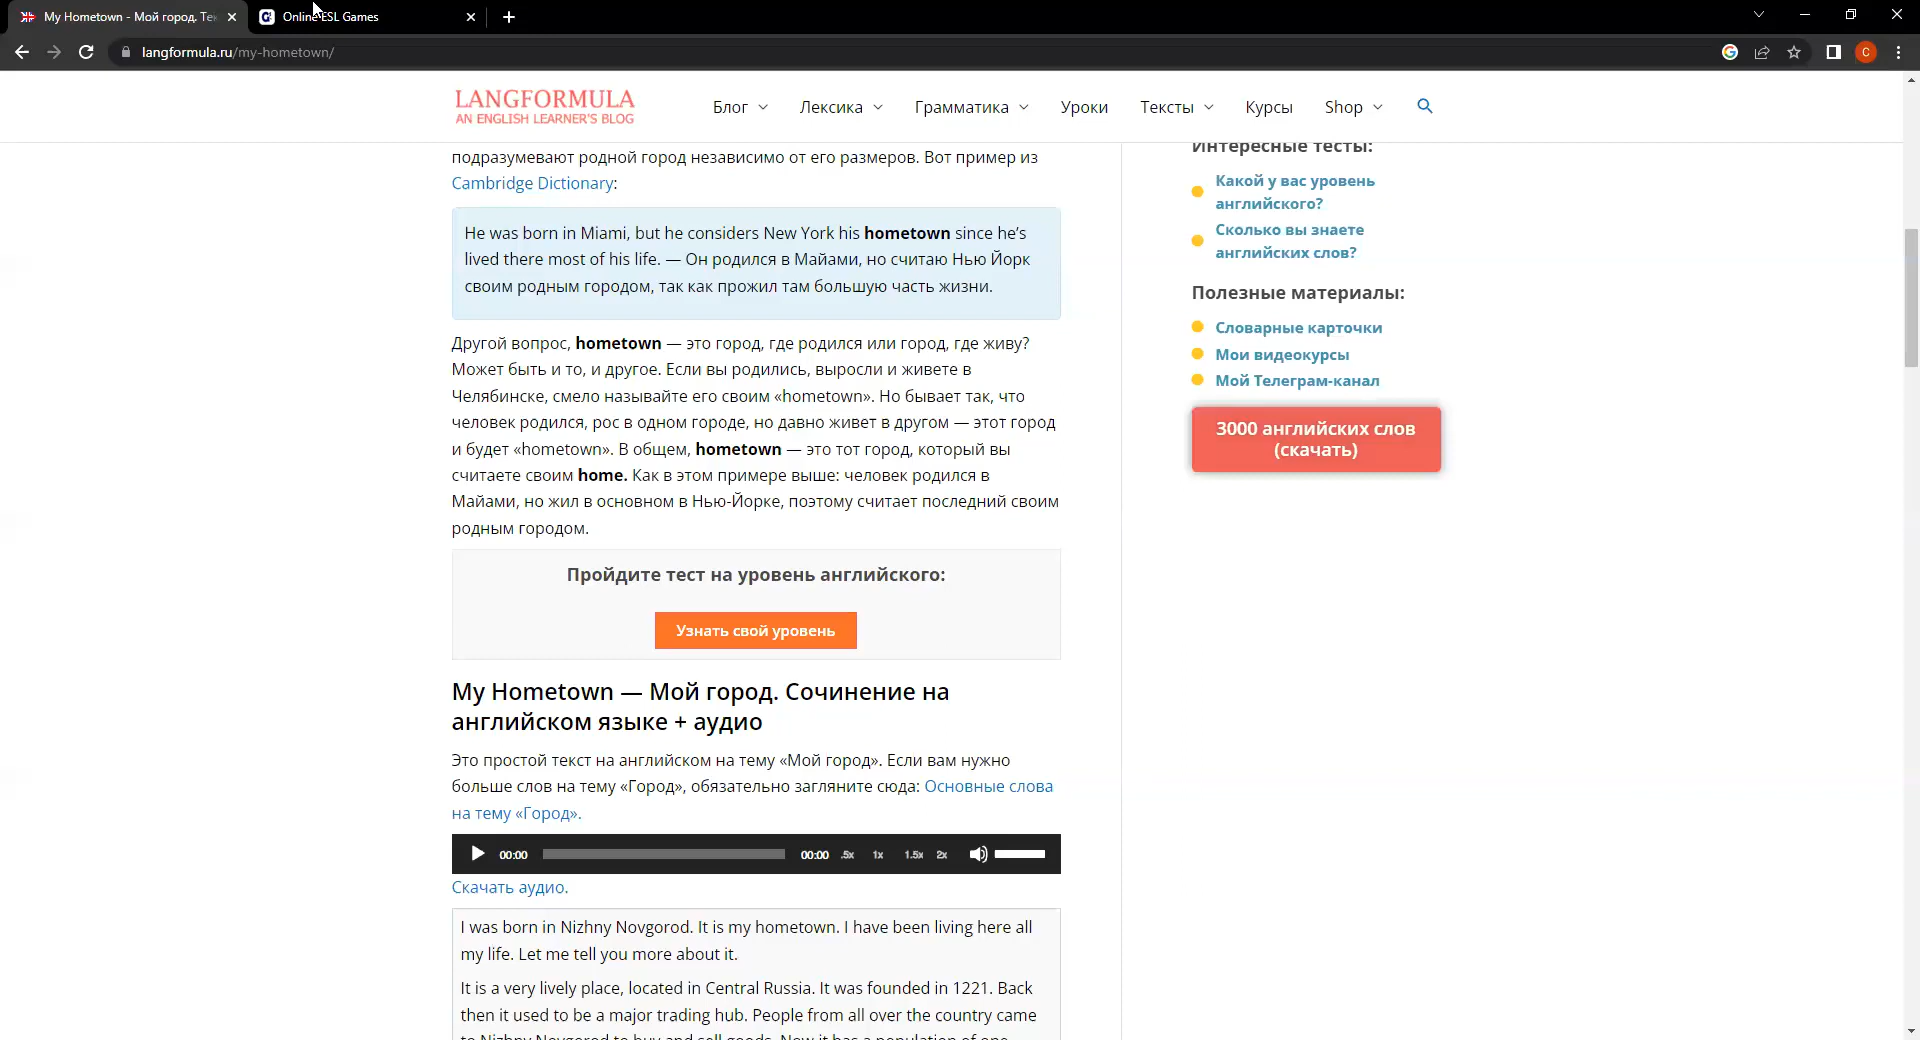 My Hometown - Мой город. Те
Online ESL Games
langformula.ru/my-hometown/
C
LANGFORMULA
AN ENGLISH LEARNER'S BLOG
Блог
Лексика
Грамматика
Уроки
Тексты
Курсы
Shop
подразумевают родной город независимо от его размеров. Вот пример из
Cambridge Dictionary:
He was born in Miami, but he considers New York his hometown since he's
lived there most of his life. — Он родился в Майами, но считаю Нью Йорк
своим родным городом, так как прожил там большую часть жизни.
Другой вопрос, hometown — это город, где родился или город, где живу?
Может быть и то, и другое. Если вы родились, выросли и живете в
Челябинске, смело называйте его своим «hometown». Но бывает так, что
человек родился, рос в одном городе, но давно живет в другом — этот город
и будет «hometown». В общем, hometown — это тот город, который вы
считаете своим home. Как в этом примере выше: человек родился в
Майами, но жил в основном в Нью-Йорке, поэтому считает последний своим
родным городом.
Пройдите тест на уровень английского:
Узнать свой уровень
My Hometown — Мой город. Сочинение на
английском языке + аудио
Это простой текст на английском на тему «Мой город». Если вам нужно
больше слов на тему «Город», обязательно загляните сюда: Основные слова
на тему «Город».
00:00 00:00 .5x 1x 1.5x 2x
Скачать аудио.
I was born in Nizhny Novgorod. It is my hometown. I have been living here all
my life. Let me tell you more about it.
It is a very lively place, located in Central Russia. It was founded in 1221. Back
then it used to be a major trading hub. People from all over the country came
to Nizhny Novgorod to buy and sell goods. Now it has a population of one
Интересные тесты:
Какой у вас уровень
английского?
Сколько вы знаете
английских слов?
Полезные материалы:
Словарные карточки
Мои видеокурсы
Мой Телеграм-канал
3000 английских слов
(скачать)